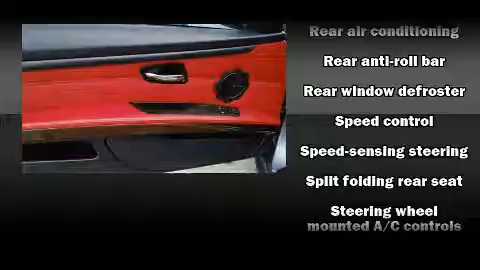 Rear air conditioning
Rear anti-roll bar
Rear window defroster
Speed control
Speed-sensing steering
Split folding rear seat
Steering wheel
mounted A/C controls